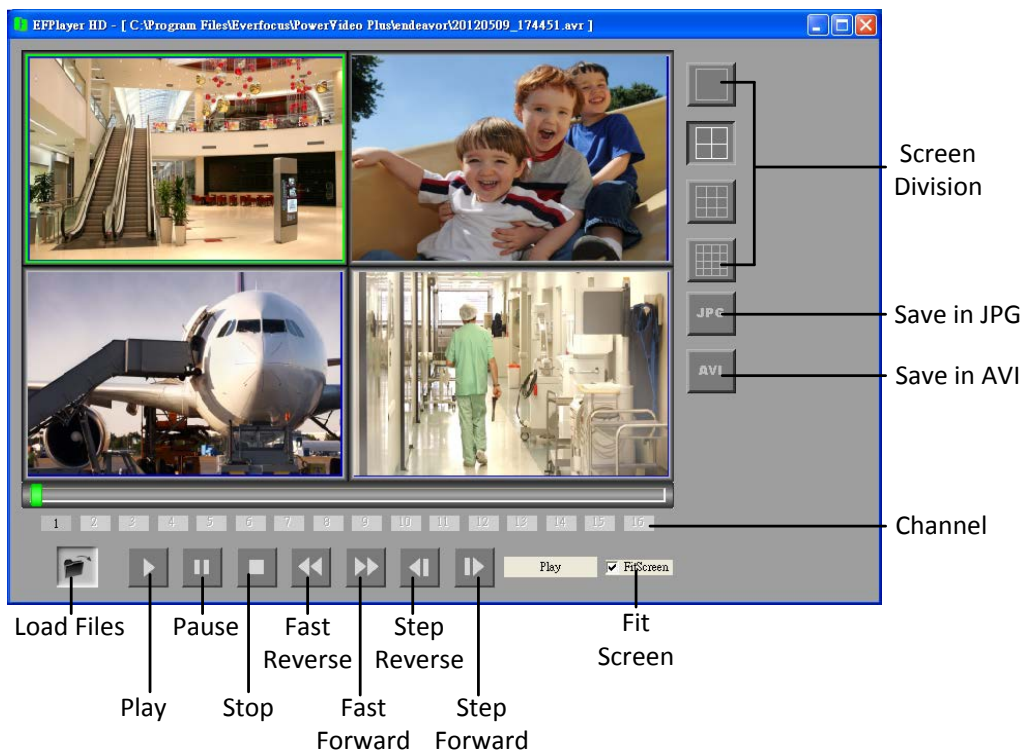 EFPlayer HD - [ C:\Program Files\Everfocus\PowerVideo Plus\endeavor\20120509_174451.avr ]
Screen
Division
JPG
Save in JPG
AVI
Save in AVI
1 2 3 4 5 6 7 8 9 10 11 12 13 14 15 16
Channel
Play
FitScreen
Load Files
Pause
Fast
Reverse
Step
Reverse
Fit
Screen
Play
Stop
Fast
Forward
Step
Forward